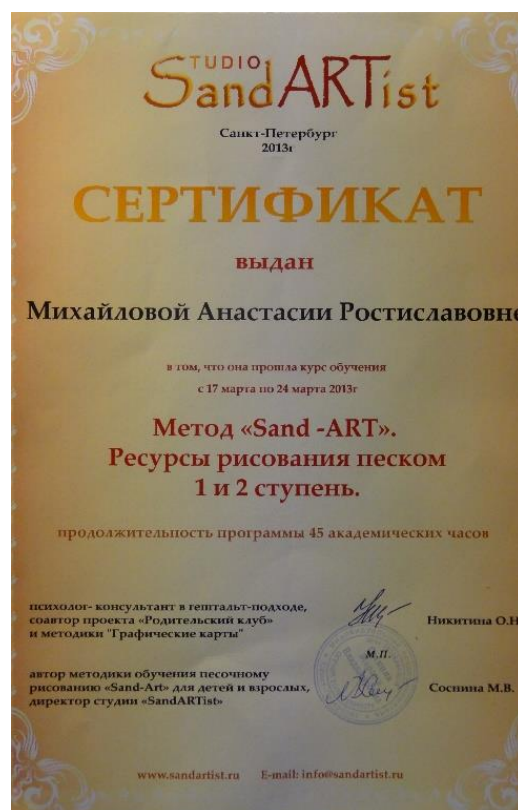 STUDIO
SandARTist
Санкт-Петербург
2013г
СЕРТИФИКАТ
выдан
Михайловой Анастасии Ростиславовне
в том, что она прошла курс обучения
с 17 марта по 24 марта 2013г
Метод «Sand -ART».
Ресурсы рисования песком
1 и 2 ступень.
продолжительность программы 45 академических часов
психолог- консультант в гештальт-подходе,
соавтор проекта «Родительский клуб»
и методики "Графические карты"
Никитина О.Н
М.П.
автор методики обучения песочному
рисованию «Sand-Art» для детей и взрослых,
директор студии «SandARTist»
Соснина М.В.
www.sandartist.ru E-mail: info@sandartist.ru